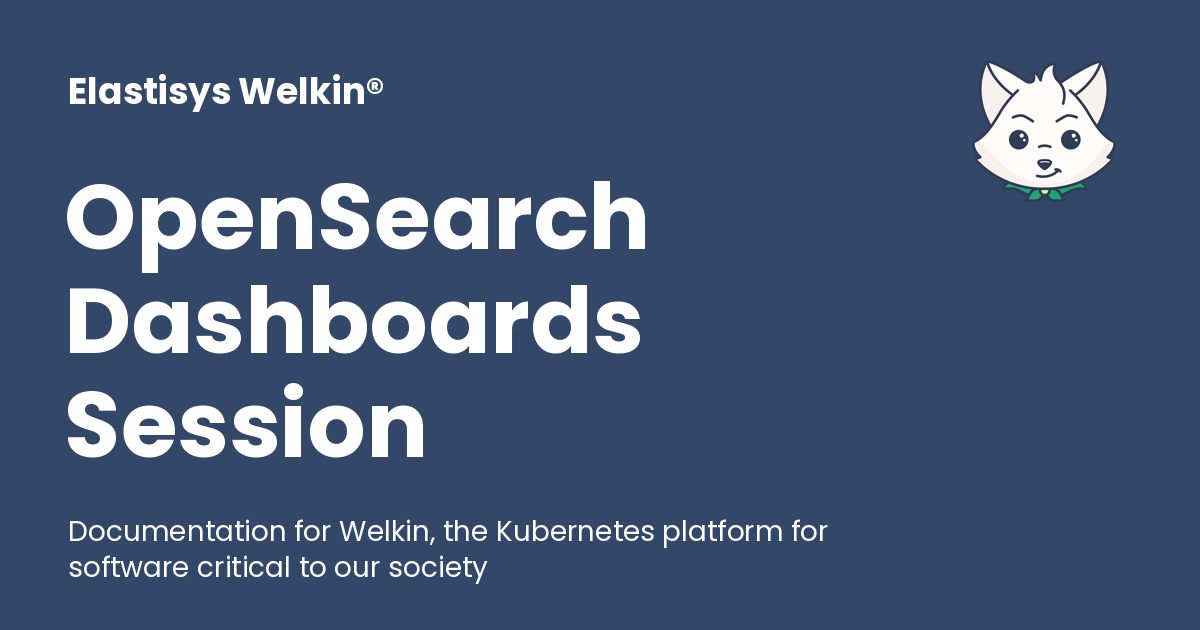 Elastisys Welkin®
OpenSearch
Dashboards
Session
Documentation for Welkin, the Kubernetes platform for
software critical to our society